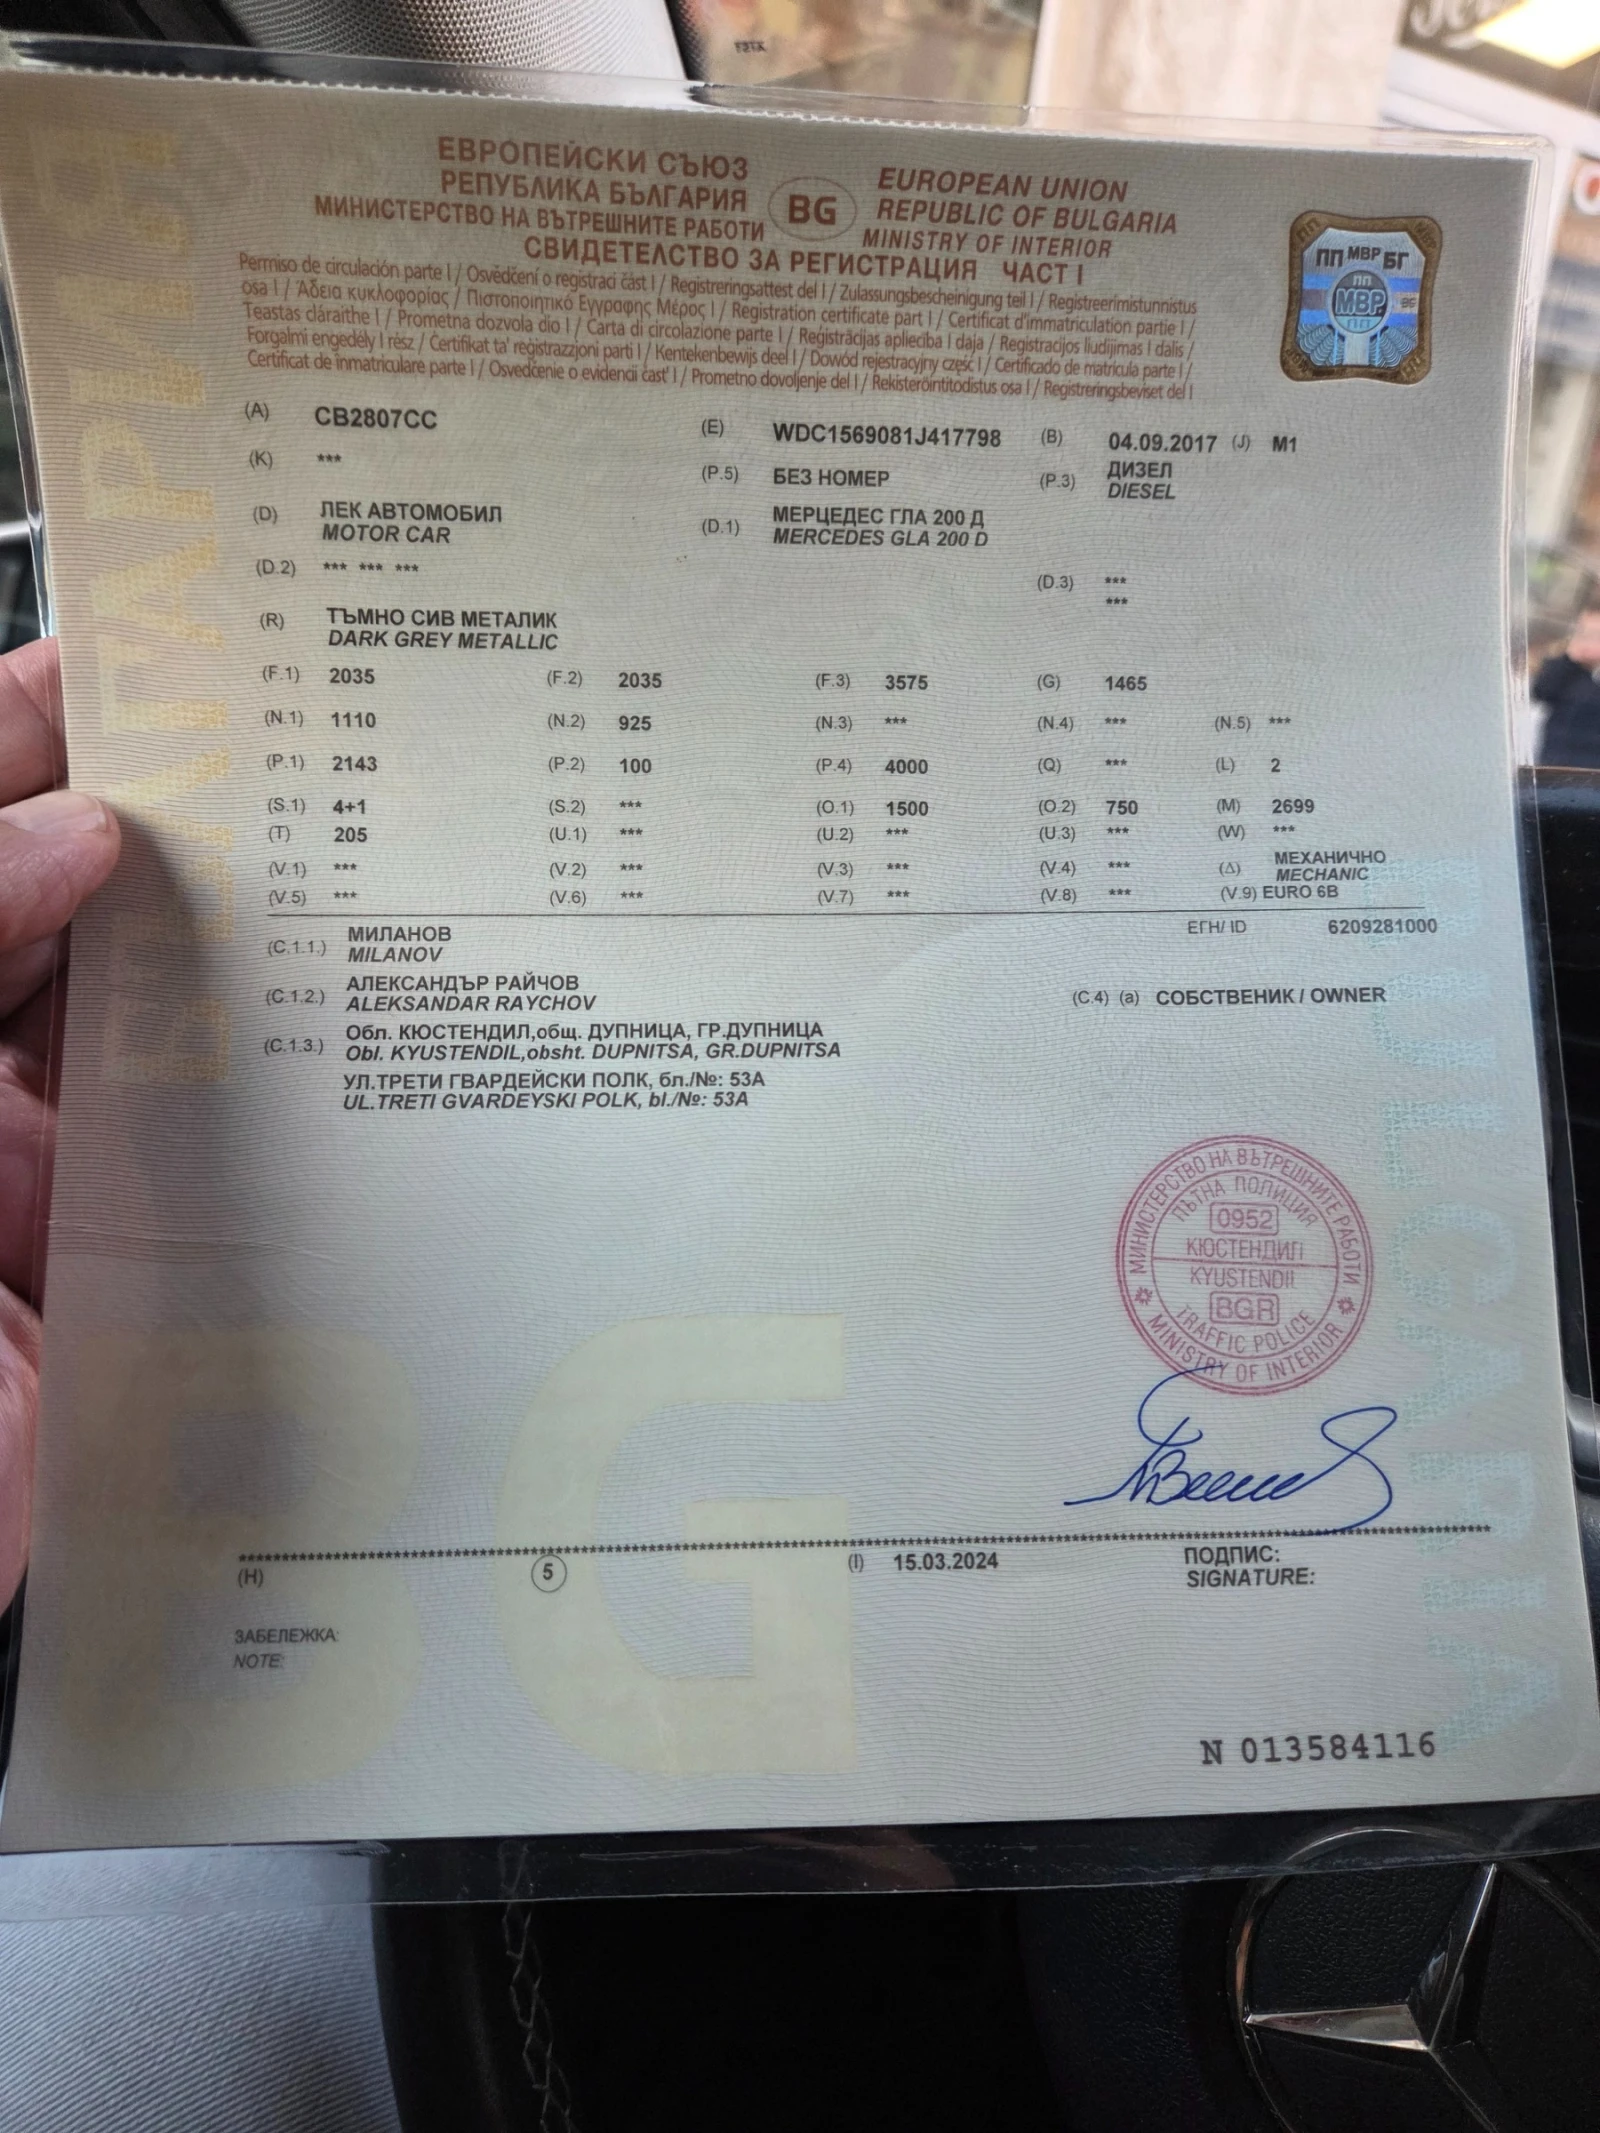 ЕВРОПЕЙСКИ СЪЮЗ
РЕПУБЛИКА БЪЛГАРИЯ
МИНИСТЕРСТВО НА ВЪТРЕШНИТЕ РАБОТИ
BG
EUROPEAN UNION
REPUBLIC OF BULGARIA
MINISTRY OF INTERIOR
СВИДЕТЕЛСТВО ЗА РЕГИСТРАЦИЯ ЧАСТ I
Permiso de circulación parte I / Osvědčení o registraci část I / Registreringsattest del I / Zulassungsbescheinigung teil I / Registreerimistunnistus
osa I / Άδεια κυκλοφορίας / Πιστοποιητικό Εγγραφης Μέρος I / Registration certificate part I / Certificat d'immatriculation partie I /
Teastas cláraithe I / Prometna dozvola dio I / Carta di circolazione parte I / Reģistrācijas apliecība I daļa / Registracijos liudijimas I dalis /
Forgalmi engedély I rész / Ċertifikat ta' reġistrazzjoni parti I / Kentekenbewijs deel I / Dowód rejestracyjny część I / Certificado de matrícula parte I /
Certificat de înmatriculare parte I / Osvedčenie o evidencii časť I / Prometno dovoljenje del I / Rekisteröintitodistus osa I / Registreringsbeviset del I
ПП МВР БГ
ПП
МВР
BG
ПП
(A) CB2807CC (E) WDC1569081J417798 (B) 04.09.2017 (J) M1
(K) *** (P.5) БЕЗ НОМЕР (P.3) ДИЗЕЛ
DIESEL
(D) ЛЕК АВТОМОБИЛ (D.1) МЕРЦЕДЕС ГЛА 200 Д
MOTOR CAR MERCEDES GLA 200 D
(D.2) *** *** *** (D.3) ***
***
(R) ТЪМНО СИВ МЕТАЛИК
DARK GREY METALLIC
(F.1) 2035 (F.2) 2035 (F.3) 3575 (G) 1465
(N.1) 1110 (N.2) 925 (N.3) *** (N.4) *** (N.5) ***
(P.1) 2143 (P.2) 100 (P.4) 4000 (Q) *** (L) 2
(S.1) 4+1 (S.2) *** (O.1) 1500 (O.2) 750 (M) 2699
(T) 205 (U.1) *** (U.2) *** (U.3) *** (W) ***
(V.1) *** (V.2) *** (V.3) *** (V.4) *** (Δ) МЕХАНИЧНО
MECHANIC
(V.5) *** (V.6) *** (V.7) *** (V.8) *** (V.9) EURO 6B
(C.1.1.) МИЛАНОВ ЕГН/ ID 6209281000
MILANOV
(C.1.2.) АЛЕКСАНДЪР РАЙЧОВ (C.4) (a) СОБСТВЕНИК / OWNER
ALEKSANDAR RAYCHOV
(C.1.3.) Обл. КЮСТЕНДИЛ,общ. ДУПНИЦА, ГР.ДУПНИЦА
Obl. KYUSTENDIL,obsht. DUPNITSA, GR.DUPNITSA
УЛ.ТРЕТИ ГВАРДЕЙСКИ ПОЛК, бл./№: 53А
UL.TRETI GVARDEYSKI POLK, bl./№: 53A
МИНИСТЕРСТВО НА ВЪТРЕШНИТЕ РАБОТИ
ПЪТНА ПОЛИЦИЯ
0952
КЮСТЕНДИЛ
KYUSTENDIL
BGR
TRAFFIC POLICE
MINISTRY OF INTERIOR
(H) 5 (I) 15.03.2024 ПОДПИС:
SIGNATURE:
ЗАБЕЛЕЖКА:
NOTE:
N 013584116
BG
БЪЛГАРИЯ
BULGARIA